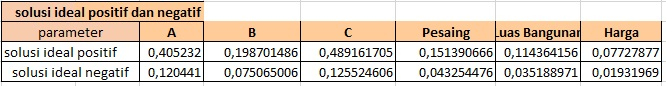 solusi ideal positif dan negatif
parameter A B C Pesaing Luas Bangunan Harga
solusi ideal positif 0,405232 0,198701486 0,489161705 0,151390666 0,114364156 0,07727877
solusi ideal negatif 0,120441 0,075065006 0,125524606 0,043254476 0,035188971 0,01931969